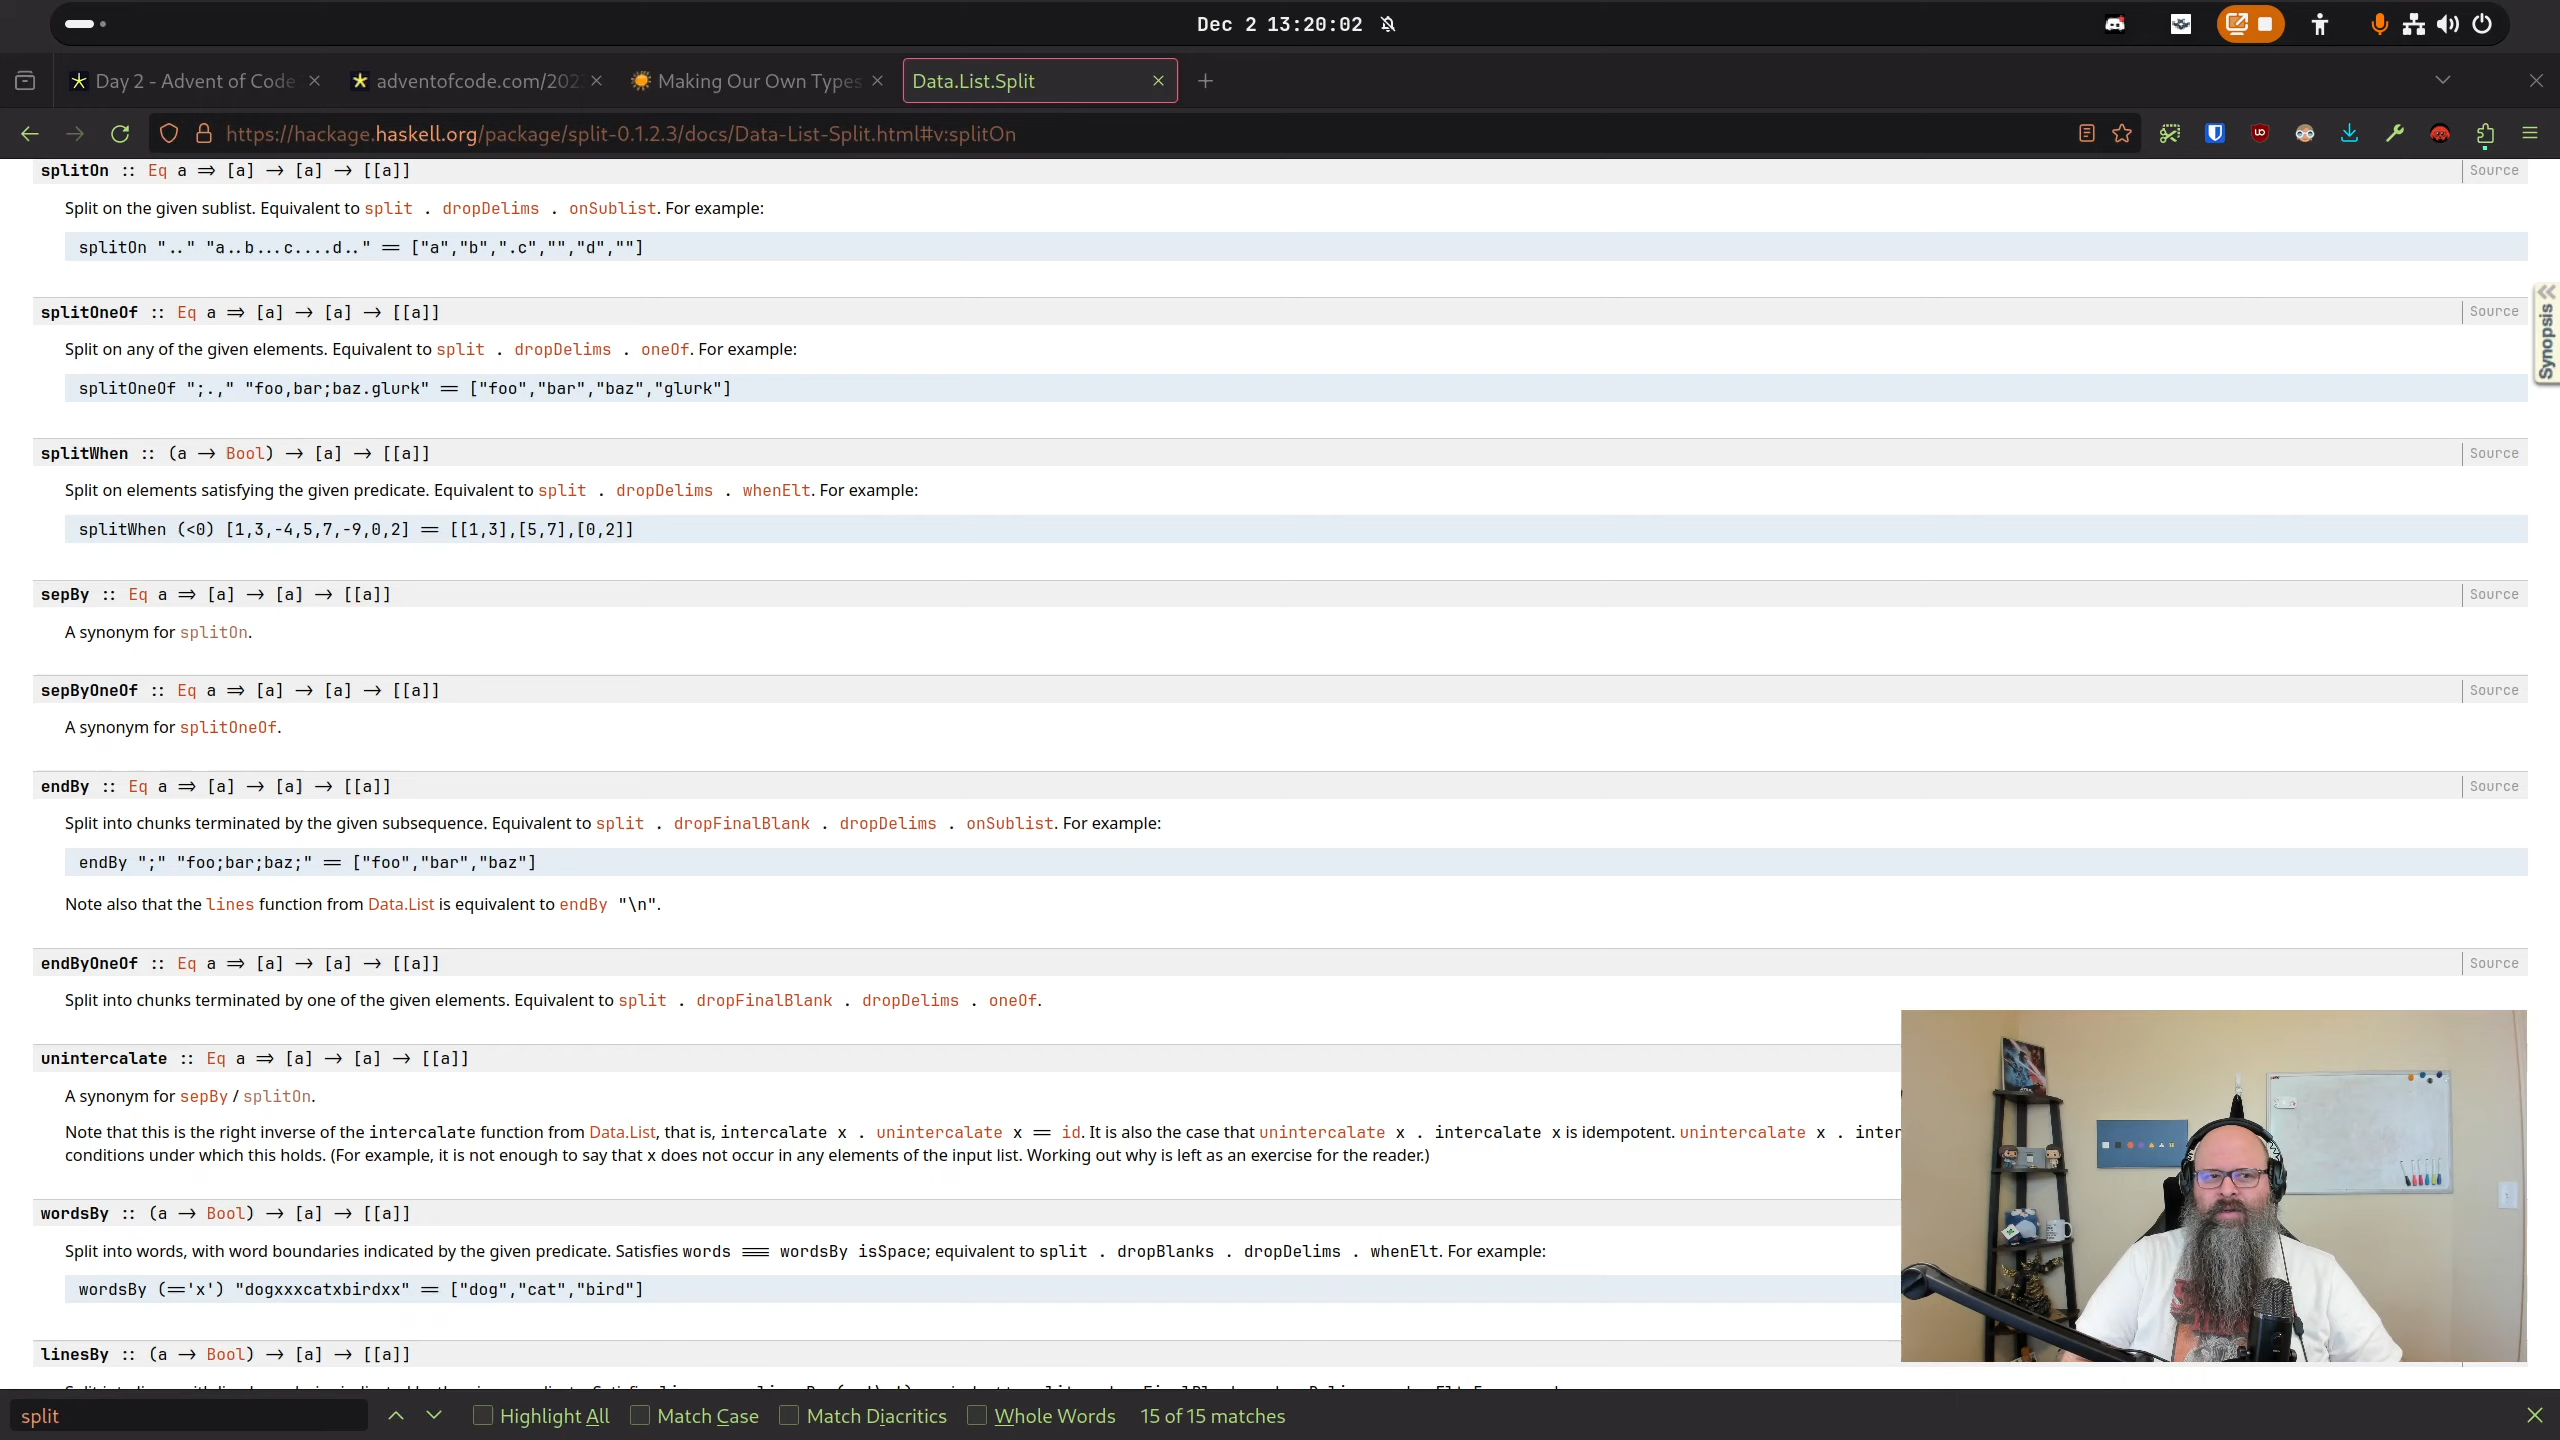 Dec 2 13:20:02
Day 2 - Advent of Code
adventofcode.com/202
Making Our Own Types
Data.List.Split
https://hackage.haskell.org/package/split-0.1.2.3/docs/Data-List-Split.html#v:splitOn
splitOn :: Eq a ⇒ [a] → [a] → [[a]]
Source
Split on the given sublist. Equivalent to split . dropDelims . onSublist. For example:
splitOn ".." "a..b...c....d.." == ["a","b",".c","","d",""]
splitOneOf :: Eq a ⇒ [a] → [a] → [[a]]
Source
Synopsis
Split on any of the given elements. Equivalent to split . dropDelims . oneOf. For example:
splitOneOf ";.," "foo,bar;baz.glurk" == ["foo","bar","baz","glurk"]
splitWhen :: (a → Bool) → [a] → [[a]]
Source
Split on elements satisfying the given predicate. Equivalent to split . dropDelims . whenElt. For example:
splitWhen (<0) [1,3,-4,5,7,-9,0,2] == [[1,3],[5,7],[0,2]]
sepBy :: Eq a ⇒ [a] → [a] → [[a]]
Source
A synonym for splitOn.
sepByOneOf :: Eq a ⇒ [a] → [a] → [[a]]
Source
A synonym for splitOneOf.
endBy :: Eq a ⇒ [a] → [a] → [[a]]
Source
Split into chunks terminated by the given subsequence. Equivalent to split . dropFinalBlank . dropDelims . onSublist. For example:
endBy ";" "foo;bar;baz;" == ["foo","bar","baz"]
Note also that the lines function from Data.List is equivalent to endBy "\n".
endByOneOf :: Eq a ⇒ [a] → [a] → [[a]]
Source
Split into chunks terminated by one of the given elements. Equivalent to split . dropFinalBlank . dropDelims . oneOf.
unintercalate :: Eq a ⇒ [a] → [a] → [[a]]
A synonym for sepBy / splitOn.
Note that this is the right inverse of the intercalate function from Data.List, that is, intercalate x . unintercalate x == id. It is also the case that unintercalate x . intercalate x is idempotent. unintercalate x . inter
conditions under which this holds. (For example, it is not enough to say that x does not occur in any elements of the input list. Working out why is left as an exercise for the reader.)
wordsBy :: (a → Bool) → [a] → [[a]]
Split into words, with word boundaries indicated by the given predicate. Satisfies words === wordsBy isSpace; equivalent to split . dropBlanks . dropDelims . whenElt. For example:
wordsBy (=='x') "dogxxxcatxbirdxx" == ["dog","cat","bird"]
linesBy :: (a → Bool) → [a] → [[a]]
split
Highlight All
Match Case
Match Diacritics
Whole Words
15 of 15 matches